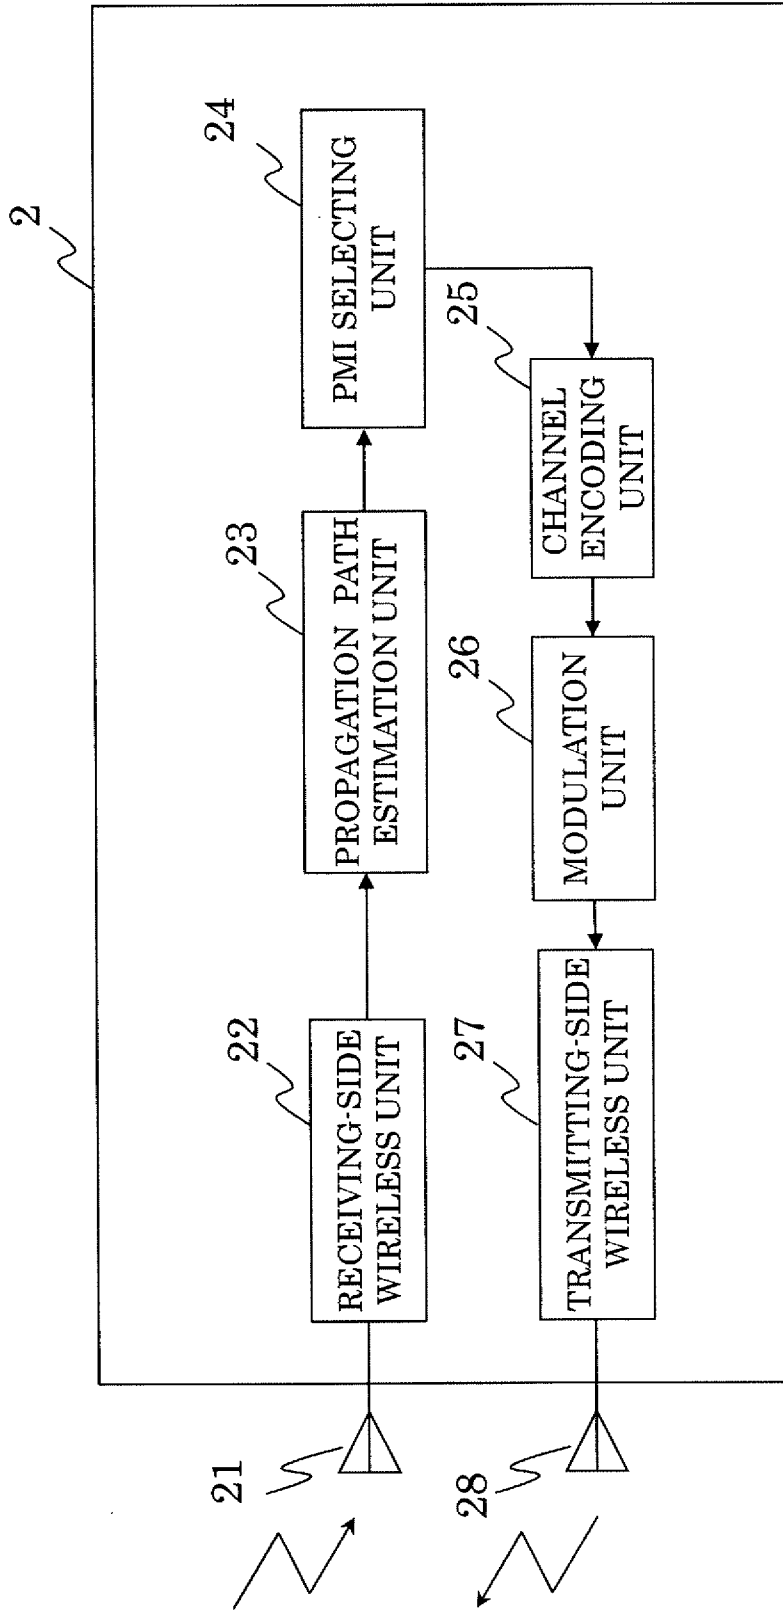 2
21
22
RECEIVING-SIDE
WIRELESS UNIT
23
PROPAGATION PATH
ESTIMATION UNIT
24
PMI SELECTING
UNIT
25
CHANNEL
ENCODING
UNIT
26
MODULATION
UNIT
27
TRANSMITTING-SIDE
WIRELESS UNIT
28